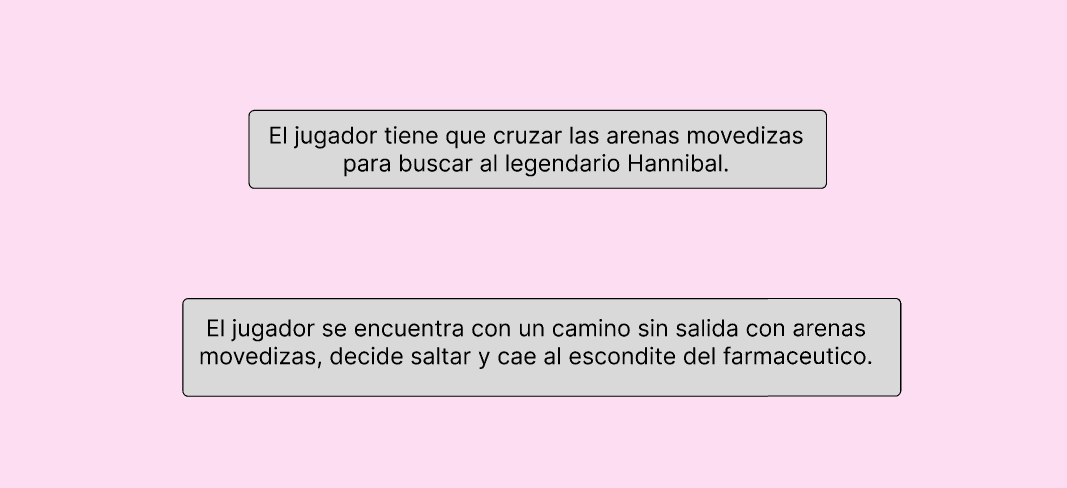 El jugador tiene que cruzar las arenas movedizas
para buscar al legendario Hannibal.
El jugador se encuentra con un camino sin salida con arenas
movedizas, decide saltar y cae al escondite del farmaceutico.